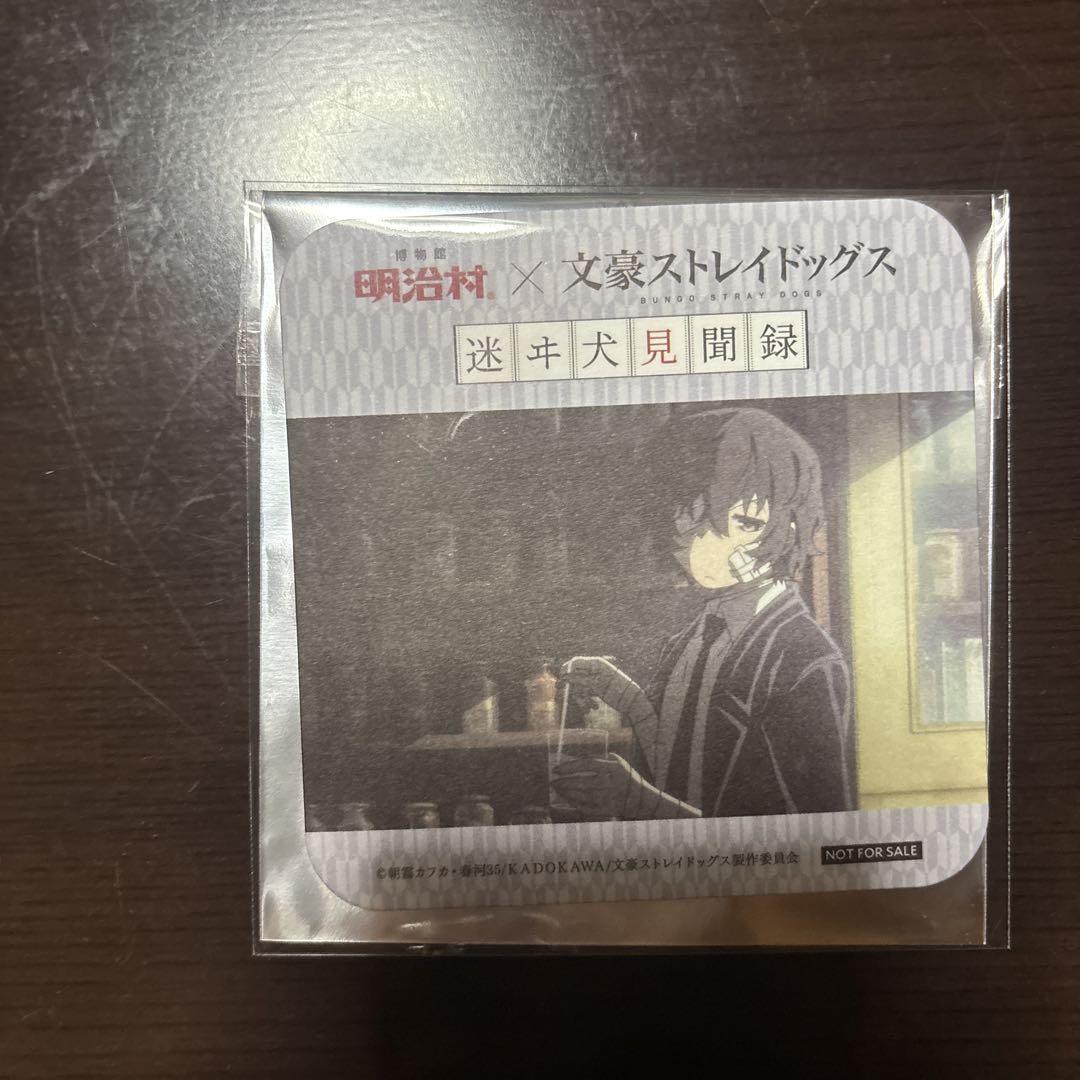 博物館
明治村® × 文豪ストレイドッグス
BUNGO STRAY DOGS
迷ヰ犬見聞録
©朝霧カフカ・春河35/KADOKAWA/文豪ストレイドッグス製作委員会
NOT FOR SALE